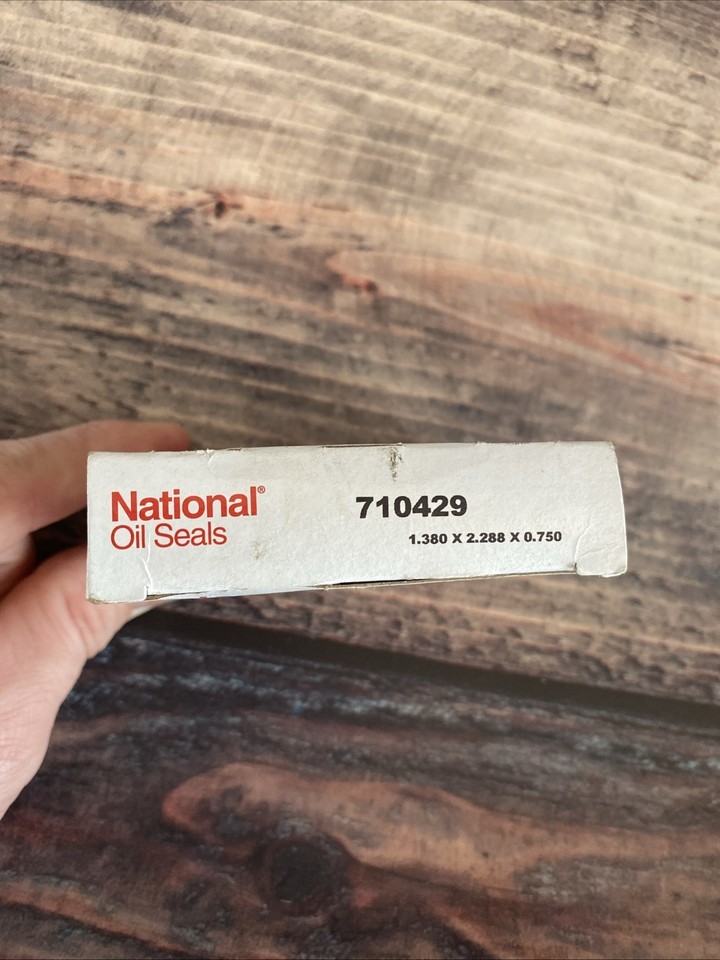 National®
Oil Seals
710429
1.380 X 2.288 X 0.750